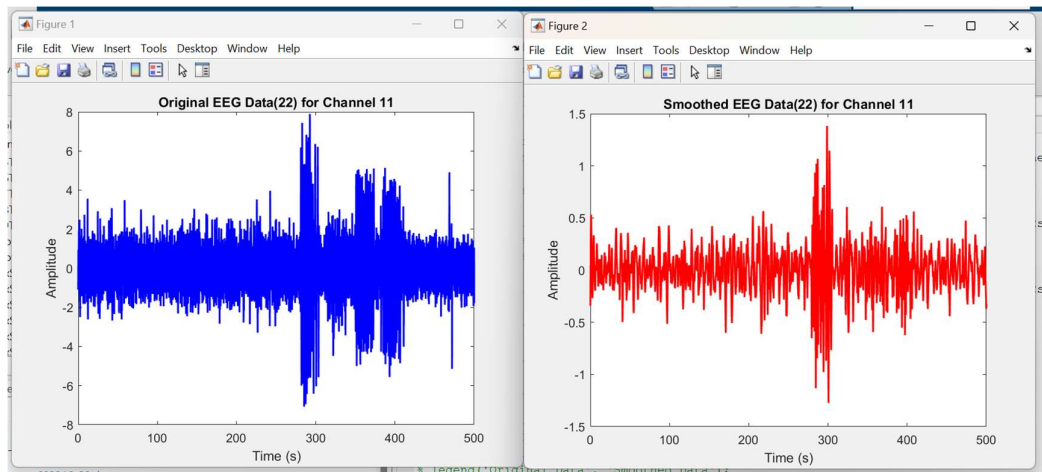 Figure 1
File Edit View Insert Tools Desktop Window Help
Original EEG Data(22) for Channel 11
8
6
4
2
0
-2
-4
-6
-8
Amplitude
0 100 200 300 400 500
Time (s)
Figure 2
File Edit View Insert Tools Desktop Window Help
Smoothed EEG Data(22) for Channel 11
1.5
1
0.5
0
-0.5
-1
-1.5
Amplitude
0 100 200 300 400 500
Time (s)